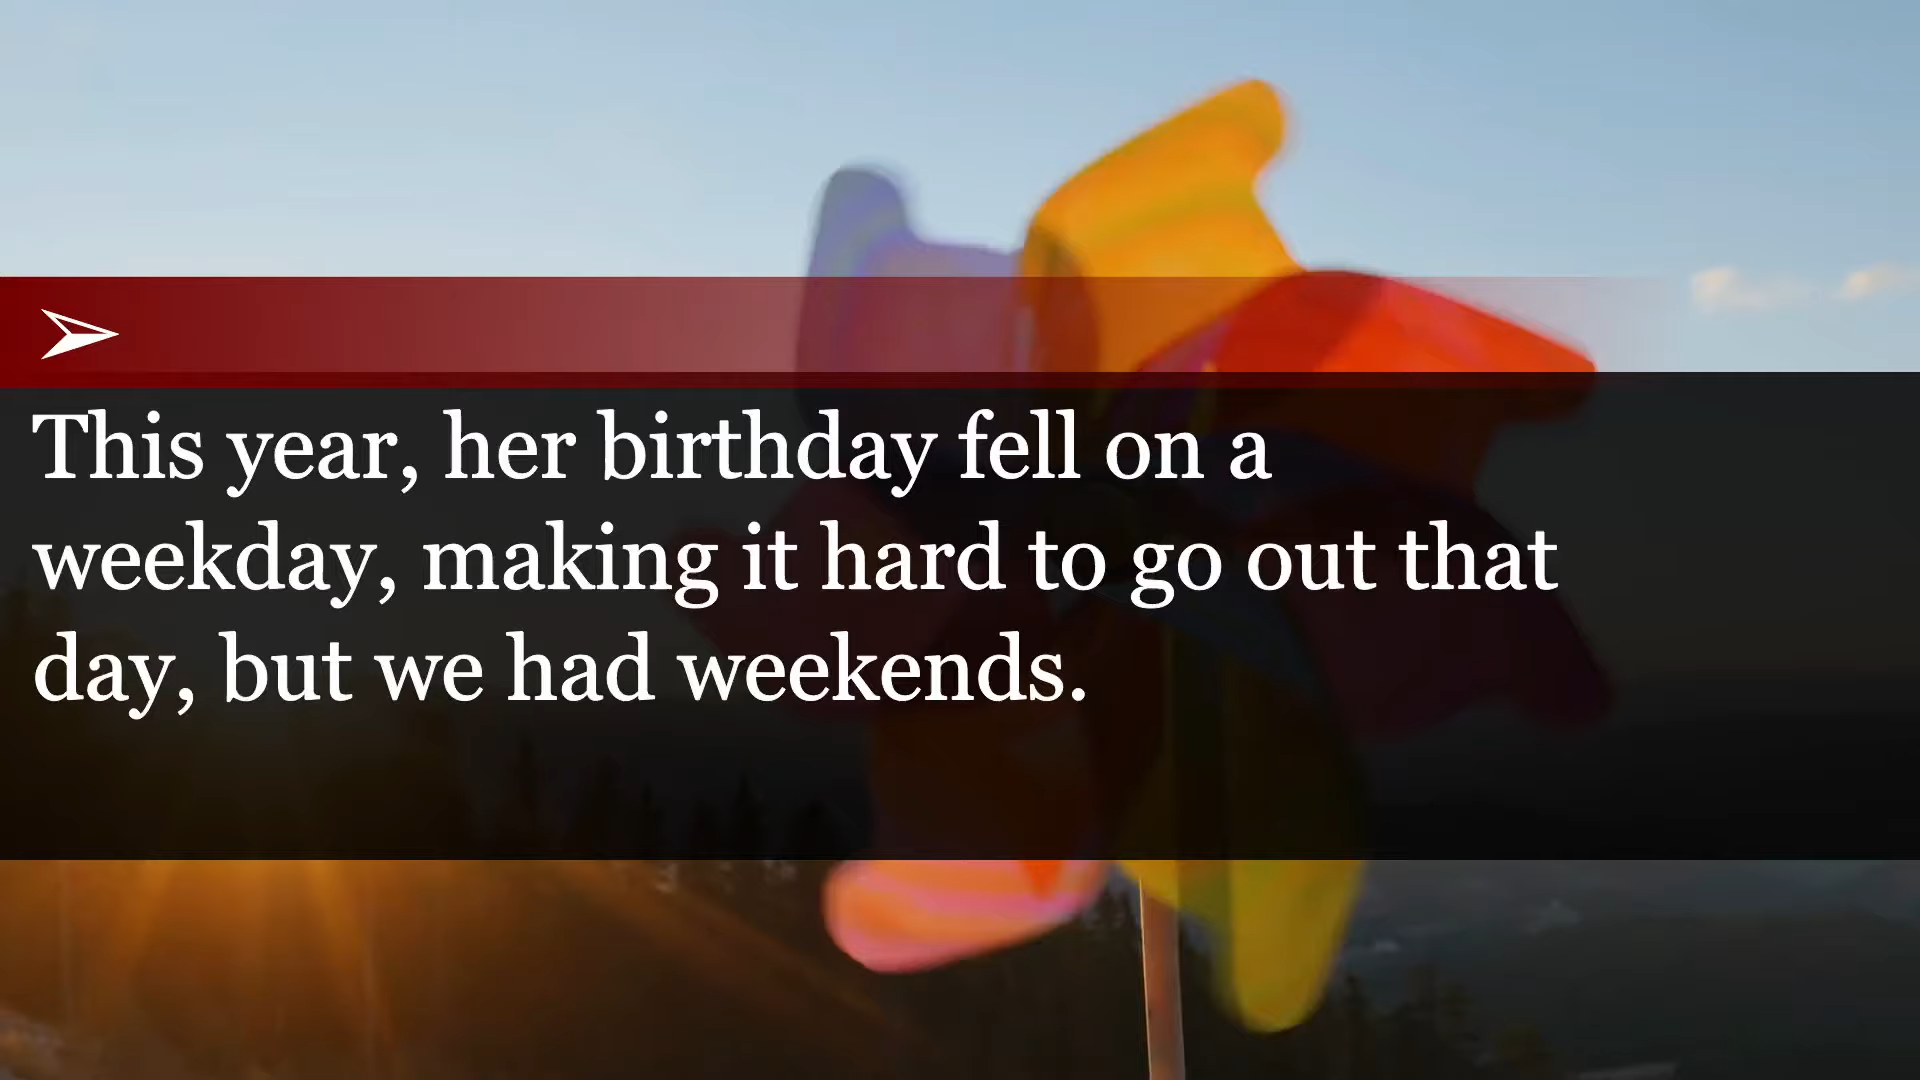 This year, her birthday fell on a
weekday, making it hard to go out that
day, but we had weekends.